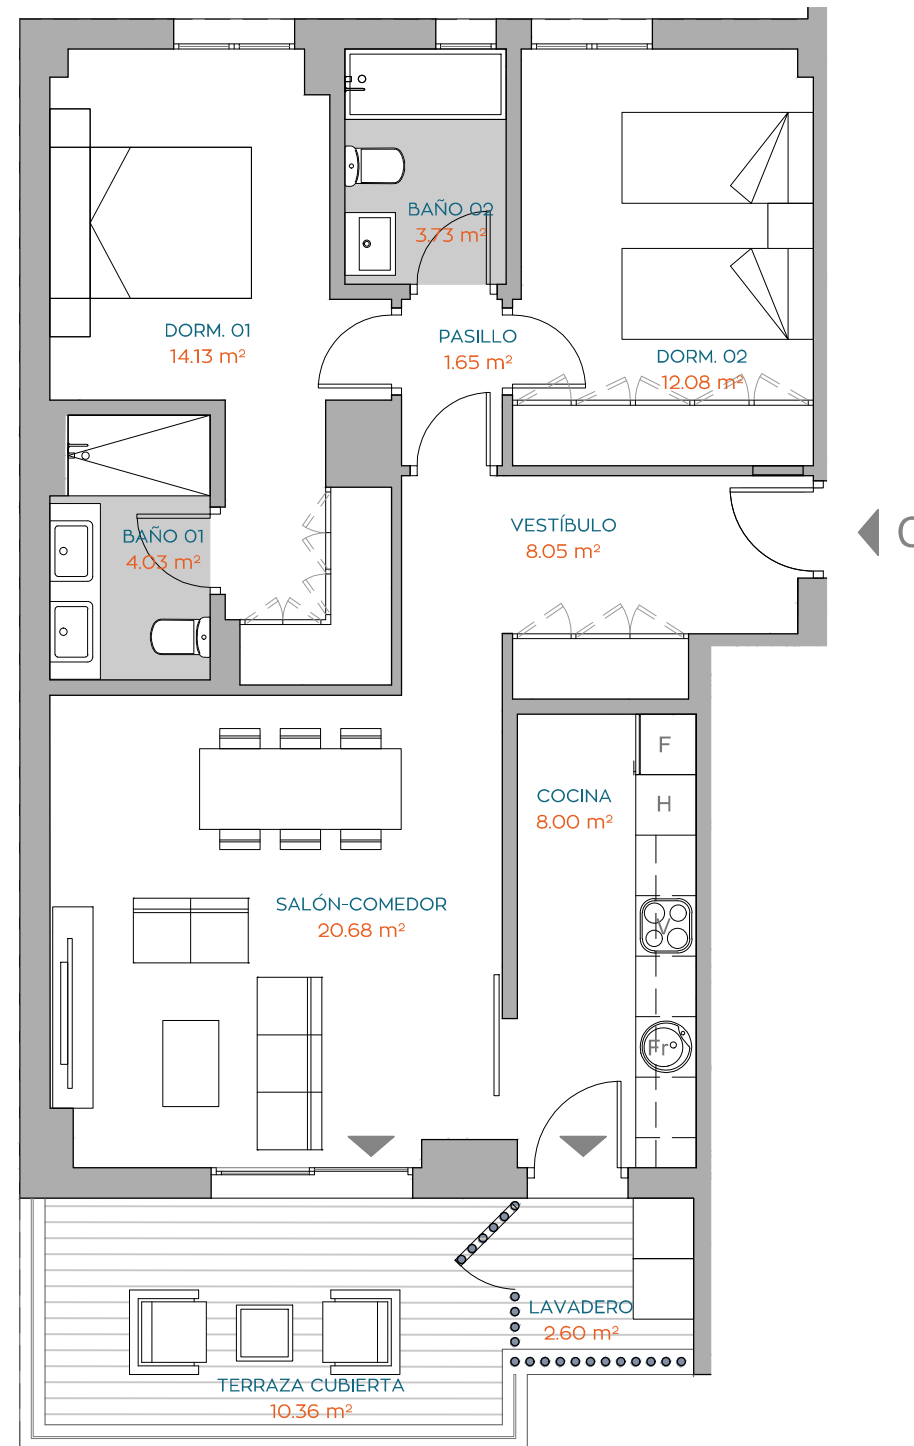 BAÑO 02
3.73 m²
DORM. 01
14.13 m²
PASILLO
1.65 m²
DORM. 02
12.08 m²
VESTÍBULO
8.05 m²
BAÑO 01
4.03 m²
F
H
COCINA
8.00 m²
SALÓN-COMEDOR
20.68 m²
V
Fr
LAVADERO
2.60 m²
TERRAZA CUBIERTA
10.36 m²